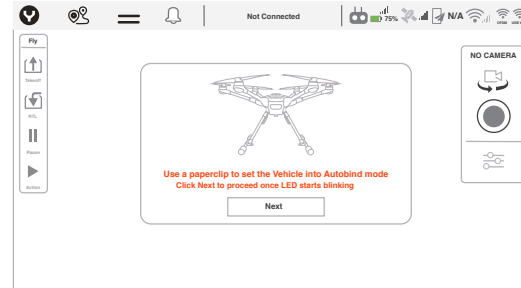 Not Connected
75%
N/A
Fly
Takeoff
RTL
Pause
Action
Use a paperclip to set the Vehicle into Autobind mode
Click Next to proceed once LED starts blinking
Next
NO CAMERA